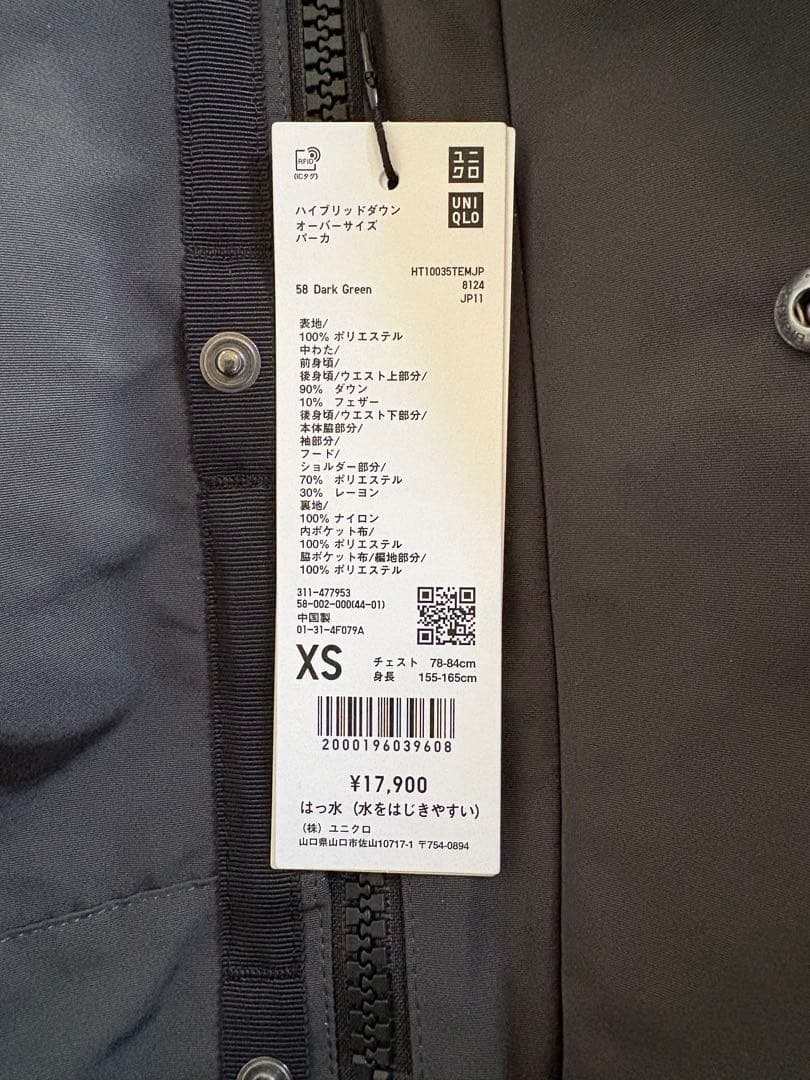 RFID
(ICタグ)
ユニ
クロ
UNI
QLO
ハイブリッドダウン
オーバーサイズ
パーカ
HT10035TEMJP
58 Dark Green
8124
JP11
表地/
100% ポリエステル
中わた/
前身頃/
後身頃/ウエスト上部分/
90% ダウン
10% フェザー
後身頃/ウエスト下部分/
本体脇部分/
袖部分/
フード/
ショルダー部分/
70% ポリエステル
30% レーヨン
裏地/
100% ナイロン
内ポケット布/
100% ポリエステル
脇ポケット布/編地部分/
100% ポリエステル
311-477953
58-002-000(44-01)
中国製
01-31-4F079A
XS
チェスト 78-84cm
身長 155-165cm
2000196039608
¥17,900
はっ水（水をはじきやすい）
（株）ユニクロ
山口県山口市佐山10717-1 〒754-0894